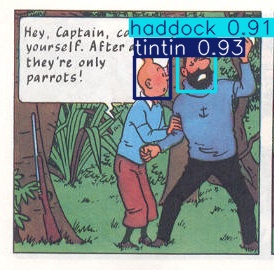 haddock 0.91
tintin 0.93
Hey, Captain, 
yourself. After
they're only
parrots!